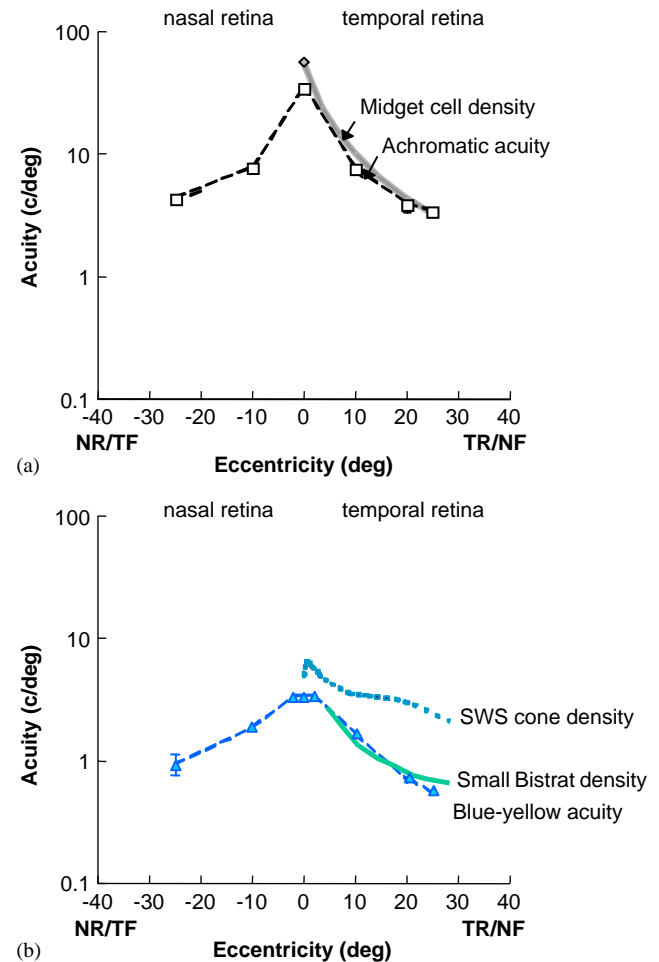 nasal retina temporal retina
100
Midget cell density
Achromatic acuity
10
Acuity (c/deg)
1
0.1
-40 -30 -20 -10 0 10 20 30 40
NR/TF TR/NF
(a) Eccentricity (deg)
nasal retina temporal retina
100
10
Acuity (c/deg)
SWS cone density
1
Small Bistrat density
Blue-yellow acuity
0.1
-40 -30 -20 -10 0 10 20 30 40
NR/TF TR/NF
(b) Eccentricity (deg)